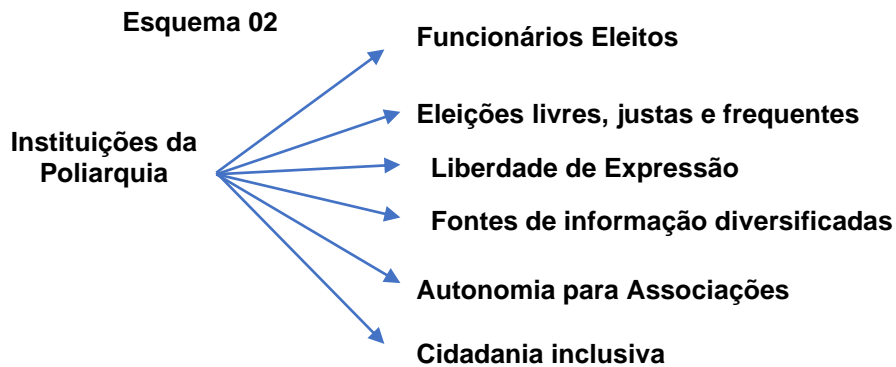 Esquema 02
Funcionários Eleitos
Eleições livres, justas e frequentes
Instituições da
Poliarquia
Liberdade de Expressão
Fontes de informação diversificadas
Autonomia para Associações
Cidadania inclusiva